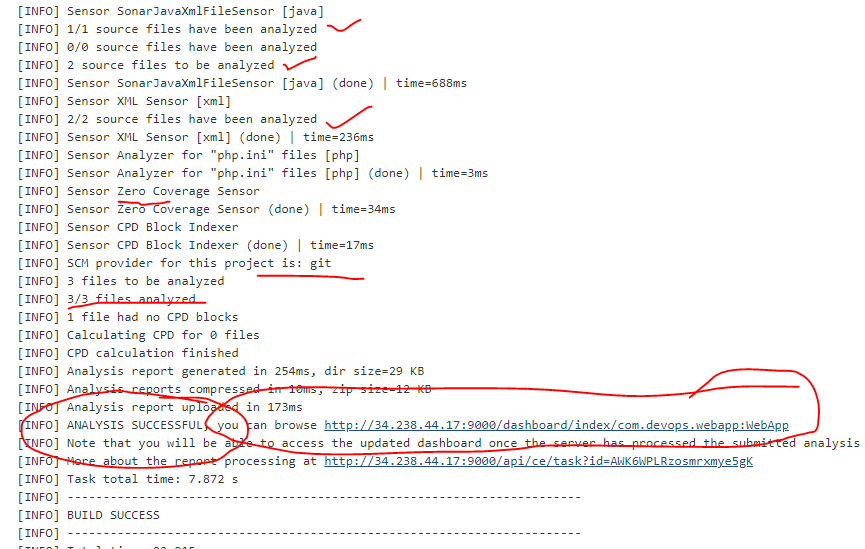 [INFO] Sensor SonarJavaXmlFileSensor [java]
[INFO] 1/1 source files have been analyzed
[INFO] 0/0 source files have been analyzed
[INFO] 2 source files to be analyzed
[INFO] Sensor SonarJavaXmlFileSensor [java] (done) | time=688ms
[INFO] Sensor XML Sensor [xml]
[INFO] 2/2 source files have been analyzed
[INFO] Sensor XML Sensor [xml] (done) | time=236ms
[INFO] Sensor Analyzer for "php.ini" files [php]
[INFO] Sensor Analyzer for "php.ini" files [php] (done) | time=3ms
[INFO] Sensor Zero Coverage Sensor
[INFO] Sensor Zero Coverage Sensor (done) | time=34ms
[INFO] Sensor CPD Block Indexer
[INFO] Sensor CPD Block Indexer (done) | time=17ms
[INFO] SCM provider for this project is: git
[INFO] 3 files to be analyzed
[INFO] 3/3 files analyzed
[INFO] 1 file had no CPD blocks
[INFO] Calculating CPD for 0 files
[INFO] CPD calculation finished
[INFO] Analysis report generated in 254ms, dir size=29 KB
[INFO] Analysis reports compressed in 10ms, zip size=12 KB
[INFO] Analysis report uploaded in 173ms
[INFO] ANALYSIS SUCCESSFUL, you can browse http://34.238.44.17:9000/dashboard/index/com.devops.webapp:WebApp
[INFO] Note that you will be able to access the updated dashboard once the server has processed the submitted analysis
[INFO] More about the report processing at http://34.238.44.17:9000/api/ce/task?id=AWK6WPLRzosmrxmye5gK
[INFO] Task total time: 7.872 s
[INFO] ------------------------------------------------------------------------
[INFO] BUILD SUCCESS
[INFO] ------------------------------------------------------------------------